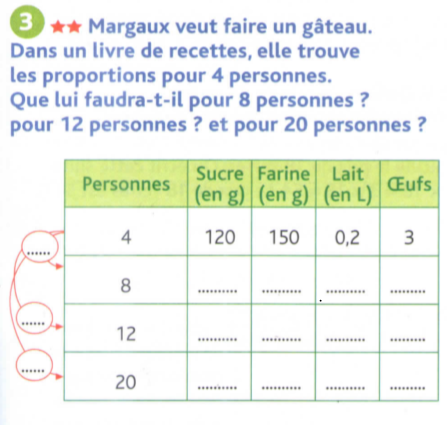 3 ★★ Margaux veut faire un gâteau.
Dans un livre de recettes, elle trouve
les proportions pour 4 personnes.
Que lui faudra-t-il pour 8 personnes ?
pour 12 personnes ? et pour 20 personnes ?
Personnes Sucre (en g) Farine (en g) Lait (en L) Œufs
4 120 150 0,2 3
...... 8 .......... .......... .......... .........
...... 12 .......... .......... .......... .........
...... 20 .......... .......... .......... .........